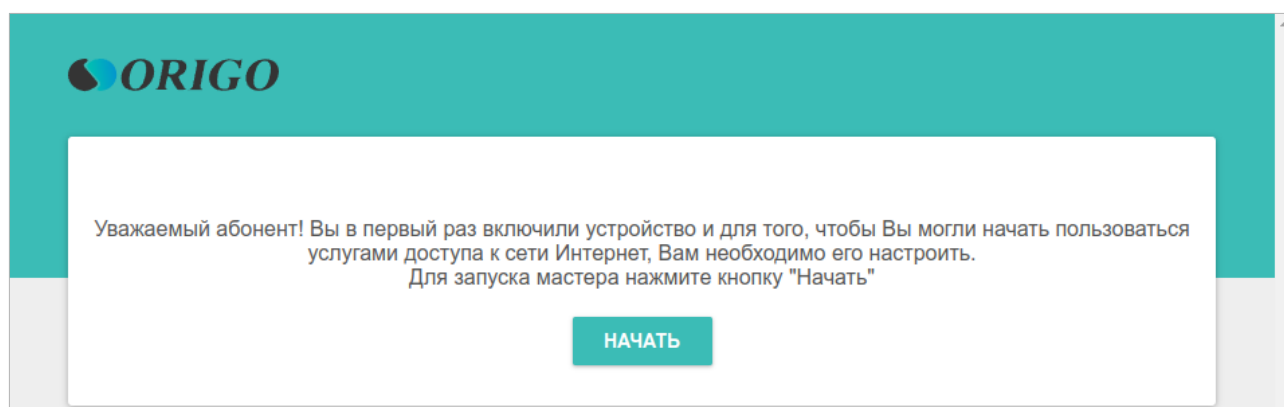 ORIGO
Уважаемый абонент! Вы в первый раз включили устройство и для того, чтобы Вы могли начать пользоваться
услугами доступа к сети Интернет, Вам необходимо его настроить.
Для запуска мастера нажмите кнопку "Начать"
НАЧАТЬ